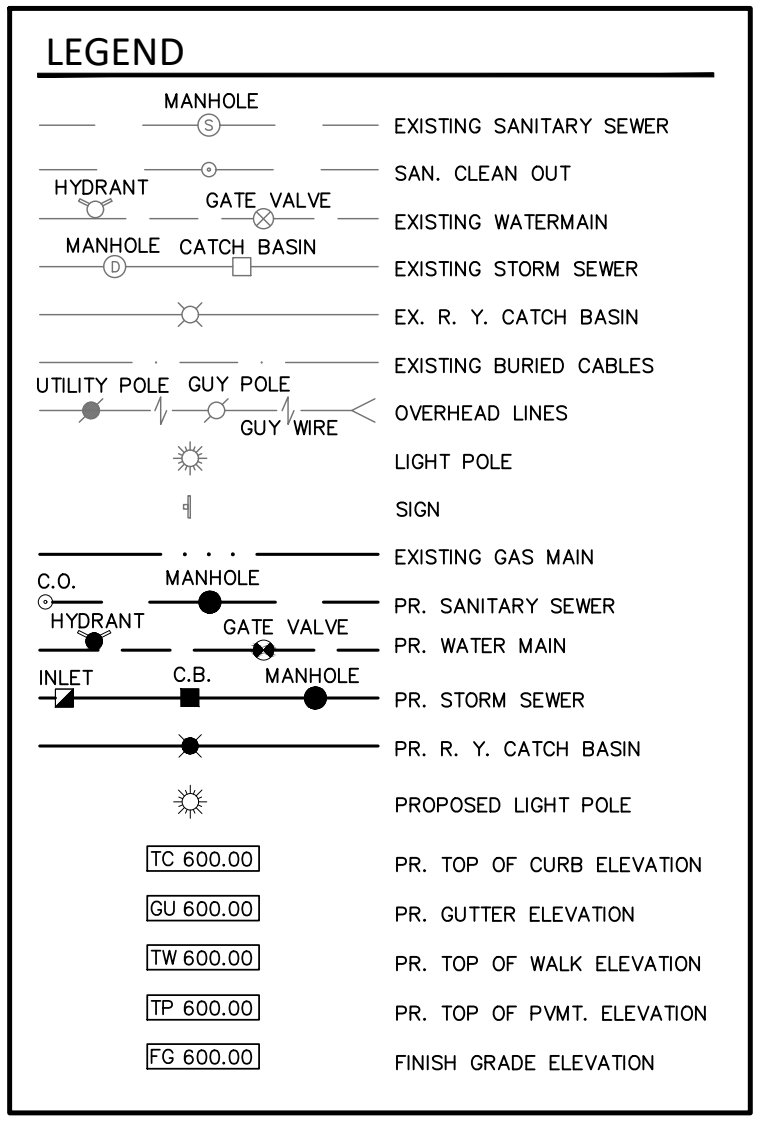 LEGEND
MANHOLE
S EXISTING SANITARY SEWER
SAN. CLEAN OUT
HYDRANT
GATE VALVE
EXISTING WATERMAIN
MANHOLE CATCH BASIN
D EXISTING STORM SEWER
EX. R. Y. CATCH BASIN
EXISTING BURIED CABLES
UTILITY POLE GUY POLE
OVERHEAD LINES
GUY WIRE
LIGHT POLE
SIGN
EXISTING GAS MAIN
C.O. MANHOLE
PR. SANITARY SEWER
HYDRANT GATE VALVE
PR. WATER MAIN
INLET C.B. MANHOLE
PR. STORM SEWER
PR. R. Y. CATCH BASIN
PROPOSED LIGHT POLE
TC 600.00 PR. TOP OF CURB ELEVATION
GU 600.00 PR. GUTTER ELEVATION
TW 600.00 PR. TOP OF WALK ELEVATION
TP 600.00 PR. TOP OF PVMT. ELEVATION
FG 600.00 FINISH GRADE ELEVATION